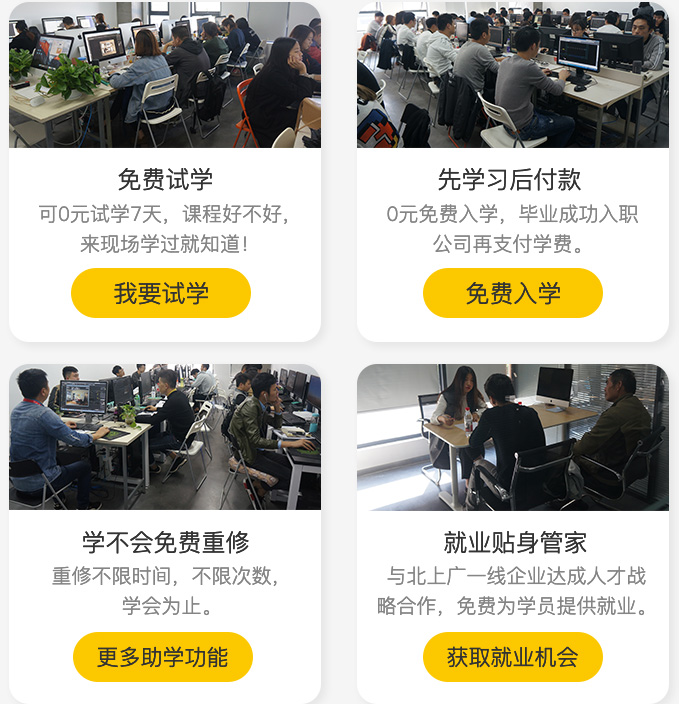 免费试学
可0元试学7天，课程好不好，
来现场学过就知道！
我要试学
先学习后付款
0元免费入学，毕业成功入职
公司再支付学费。
免费入学
学不会免费重修
重修不限时间，不限次数，
学会为止。
更多助学功能
就业贴身管家
与北上广一线企业达成人才战
略合作，免费为学员提供就业。
获取就业机会